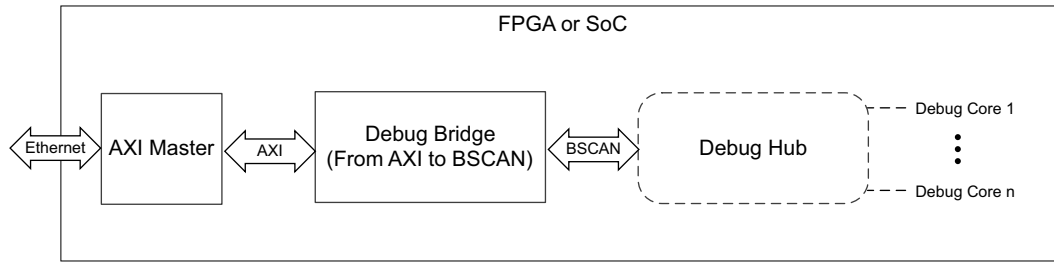 FPGA or SoC
Ethernet
AXI Master
AXI
Debug Bridge
(From AXI to BSCAN)
BSCAN
Debug Hub
Debug Core 1
Debug Core n